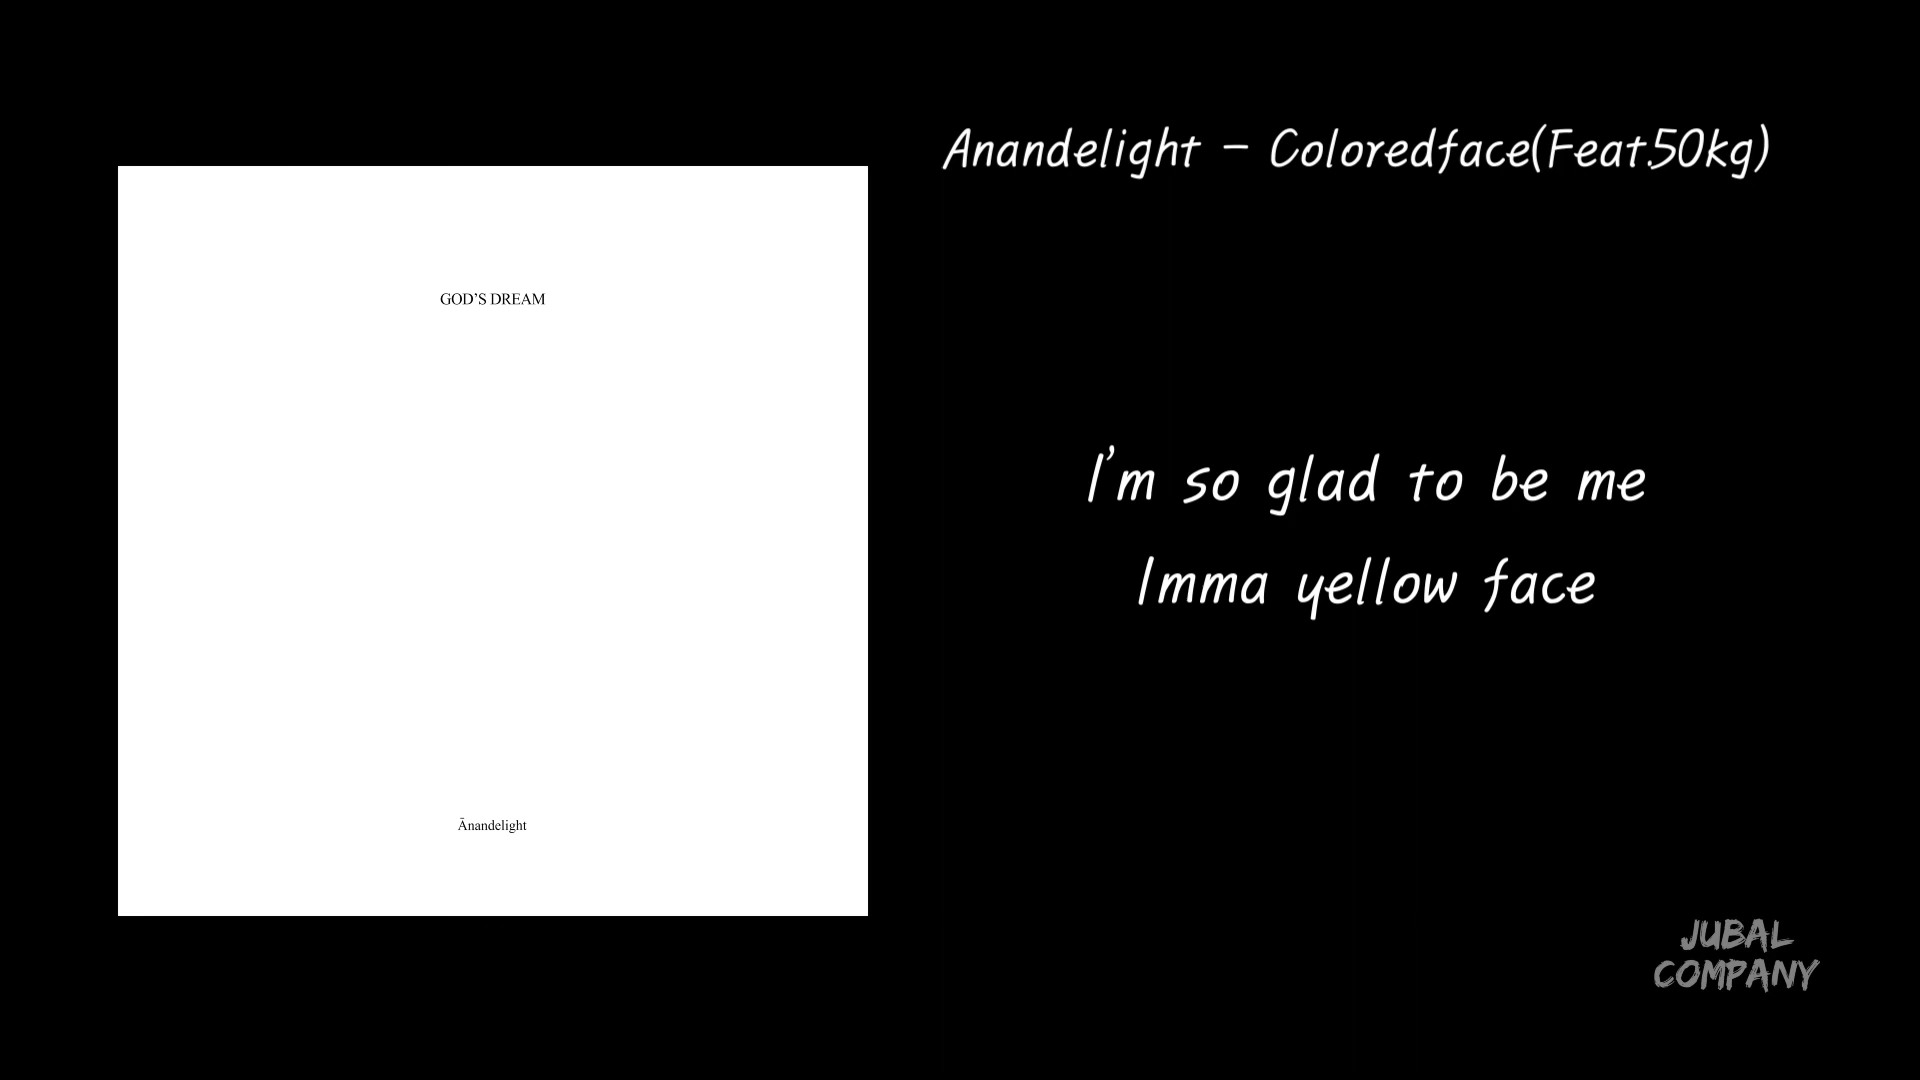 Anandelight - Coloredface(Feat.50kg)
GOD'S DREAM
I'm so glad to be me
Imma yellow face
Ānandelight
JUBAL
COMPANY